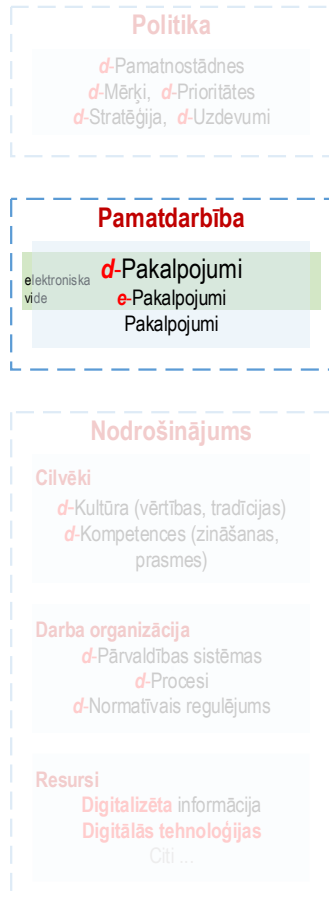 Politika
d-Pamatnostādnes
d-Mērķi, d-Prioritātes
d-Stratēģija, d-Uzdevumi
Pamatdarbība
d-Pakalpojumi
elektroniska
vide
e-Pakalpojumi
Pakalpojumi
Nodrošinājums
Cilvēki
d-Kultūra (vērtības, tradīcijas)
d-Kompetences (zināšanas,
prasmes)
Darba organizācija
d-Pārvaldības sistēmas
d-Procesi
d-Normatīvais regulējums
Resursi
Digitalizēta informācija
Digitālās tehnoloģijas
Citi ...